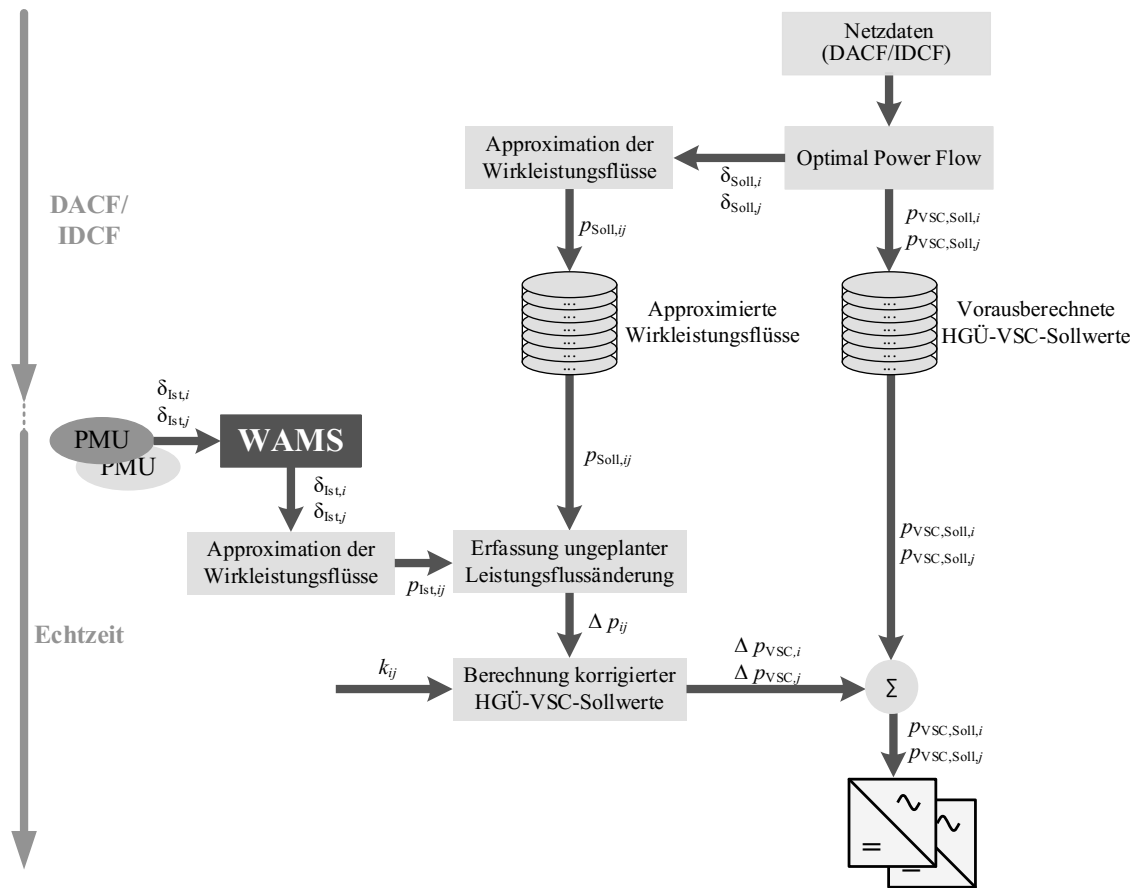 Netzdaten
(DACF/IDCF)
Approximation der
Wirkleistungsflüsse
Optimal Power Flow
δSoll,i
δSoll,j
DACF/
IDCF
pSoll,ij
pVSC,Soll,i
pVSC,Soll,j
...
...
...
...
...
...
Approximierte
Wirkleistungsflüsse
...
...
...
...
...
...
Vorausberechnete
HGÜ-VSC-Sollwerte
δIst,i
δIst,j
PMU
PMU
WAMS
pSoll,ij
δIst,i
δIst,j
pVSC,Soll,i
pVSC,Soll,j
Approximation der
Wirkleistungsflüsse
pIst,ij
Erfassung ungeplanter
Leistungsflussänderung
Echtzeit
Δ pij
kij
Berechnung korrigierter
HGÜ-VSC-Sollwerte
Δ pVSC,i
Δ pVSC,j
Σ
pVSC,Soll,i
pVSC,Soll,j